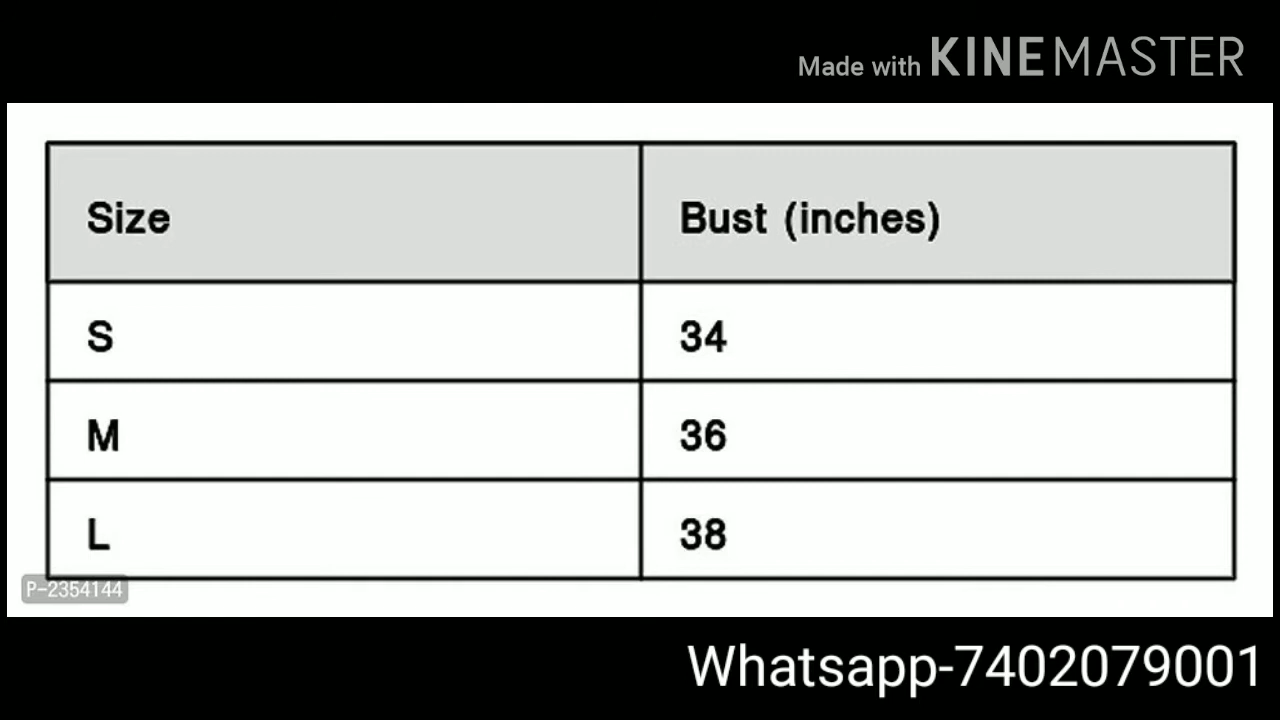 Made with KINEMASTER
Size Bust (inches)
S 34
M 36
L 38
P-2354144
Whatsapp-7402079001